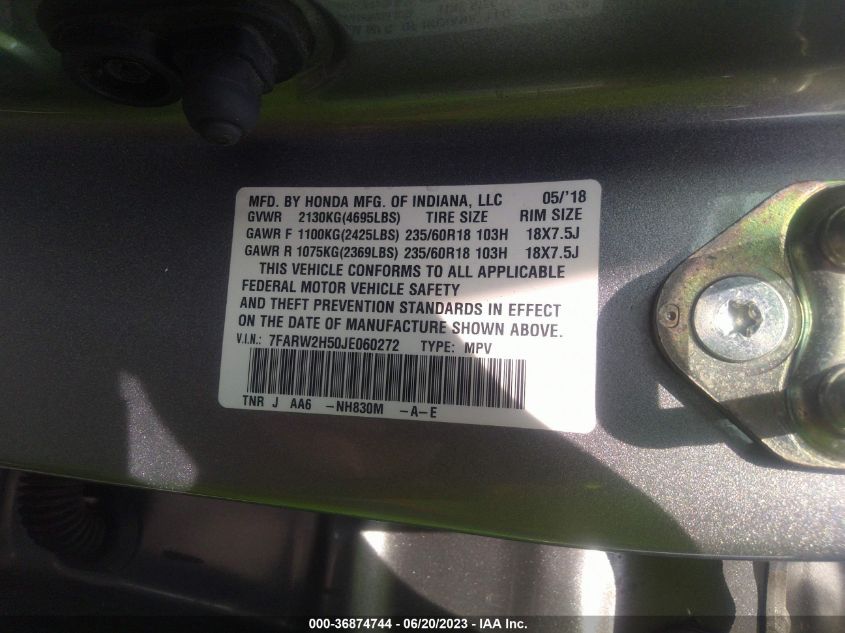 MFD. BY HONDA MFG. OF INDIANA, LLC 05/'18
GVWR 2130KG(4695LBS) TIRE SIZE RIM SIZE
GAWR F 1100KG(2425LBS) 235/60R18 103H 18X7.5J
GAWR R 1075KG(2369LBS) 235/60R18 103H 18X7.5J
THIS VEHICLE CONFORMS TO ALL APPLICABLE
FEDERAL MOTOR VEHICLE SAFETY
AND THEFT PREVENTION STANDARDS IN EFFECT
ON THE DATE OF MANUFACTURE SHOWN ABOVE.
V.I.N.: 7FARW2H50JE060272 TYPE: MPV
TNR J AA6 -NH830M -A-E
000-36874744 - 06/20/2023 - IAA Inc.